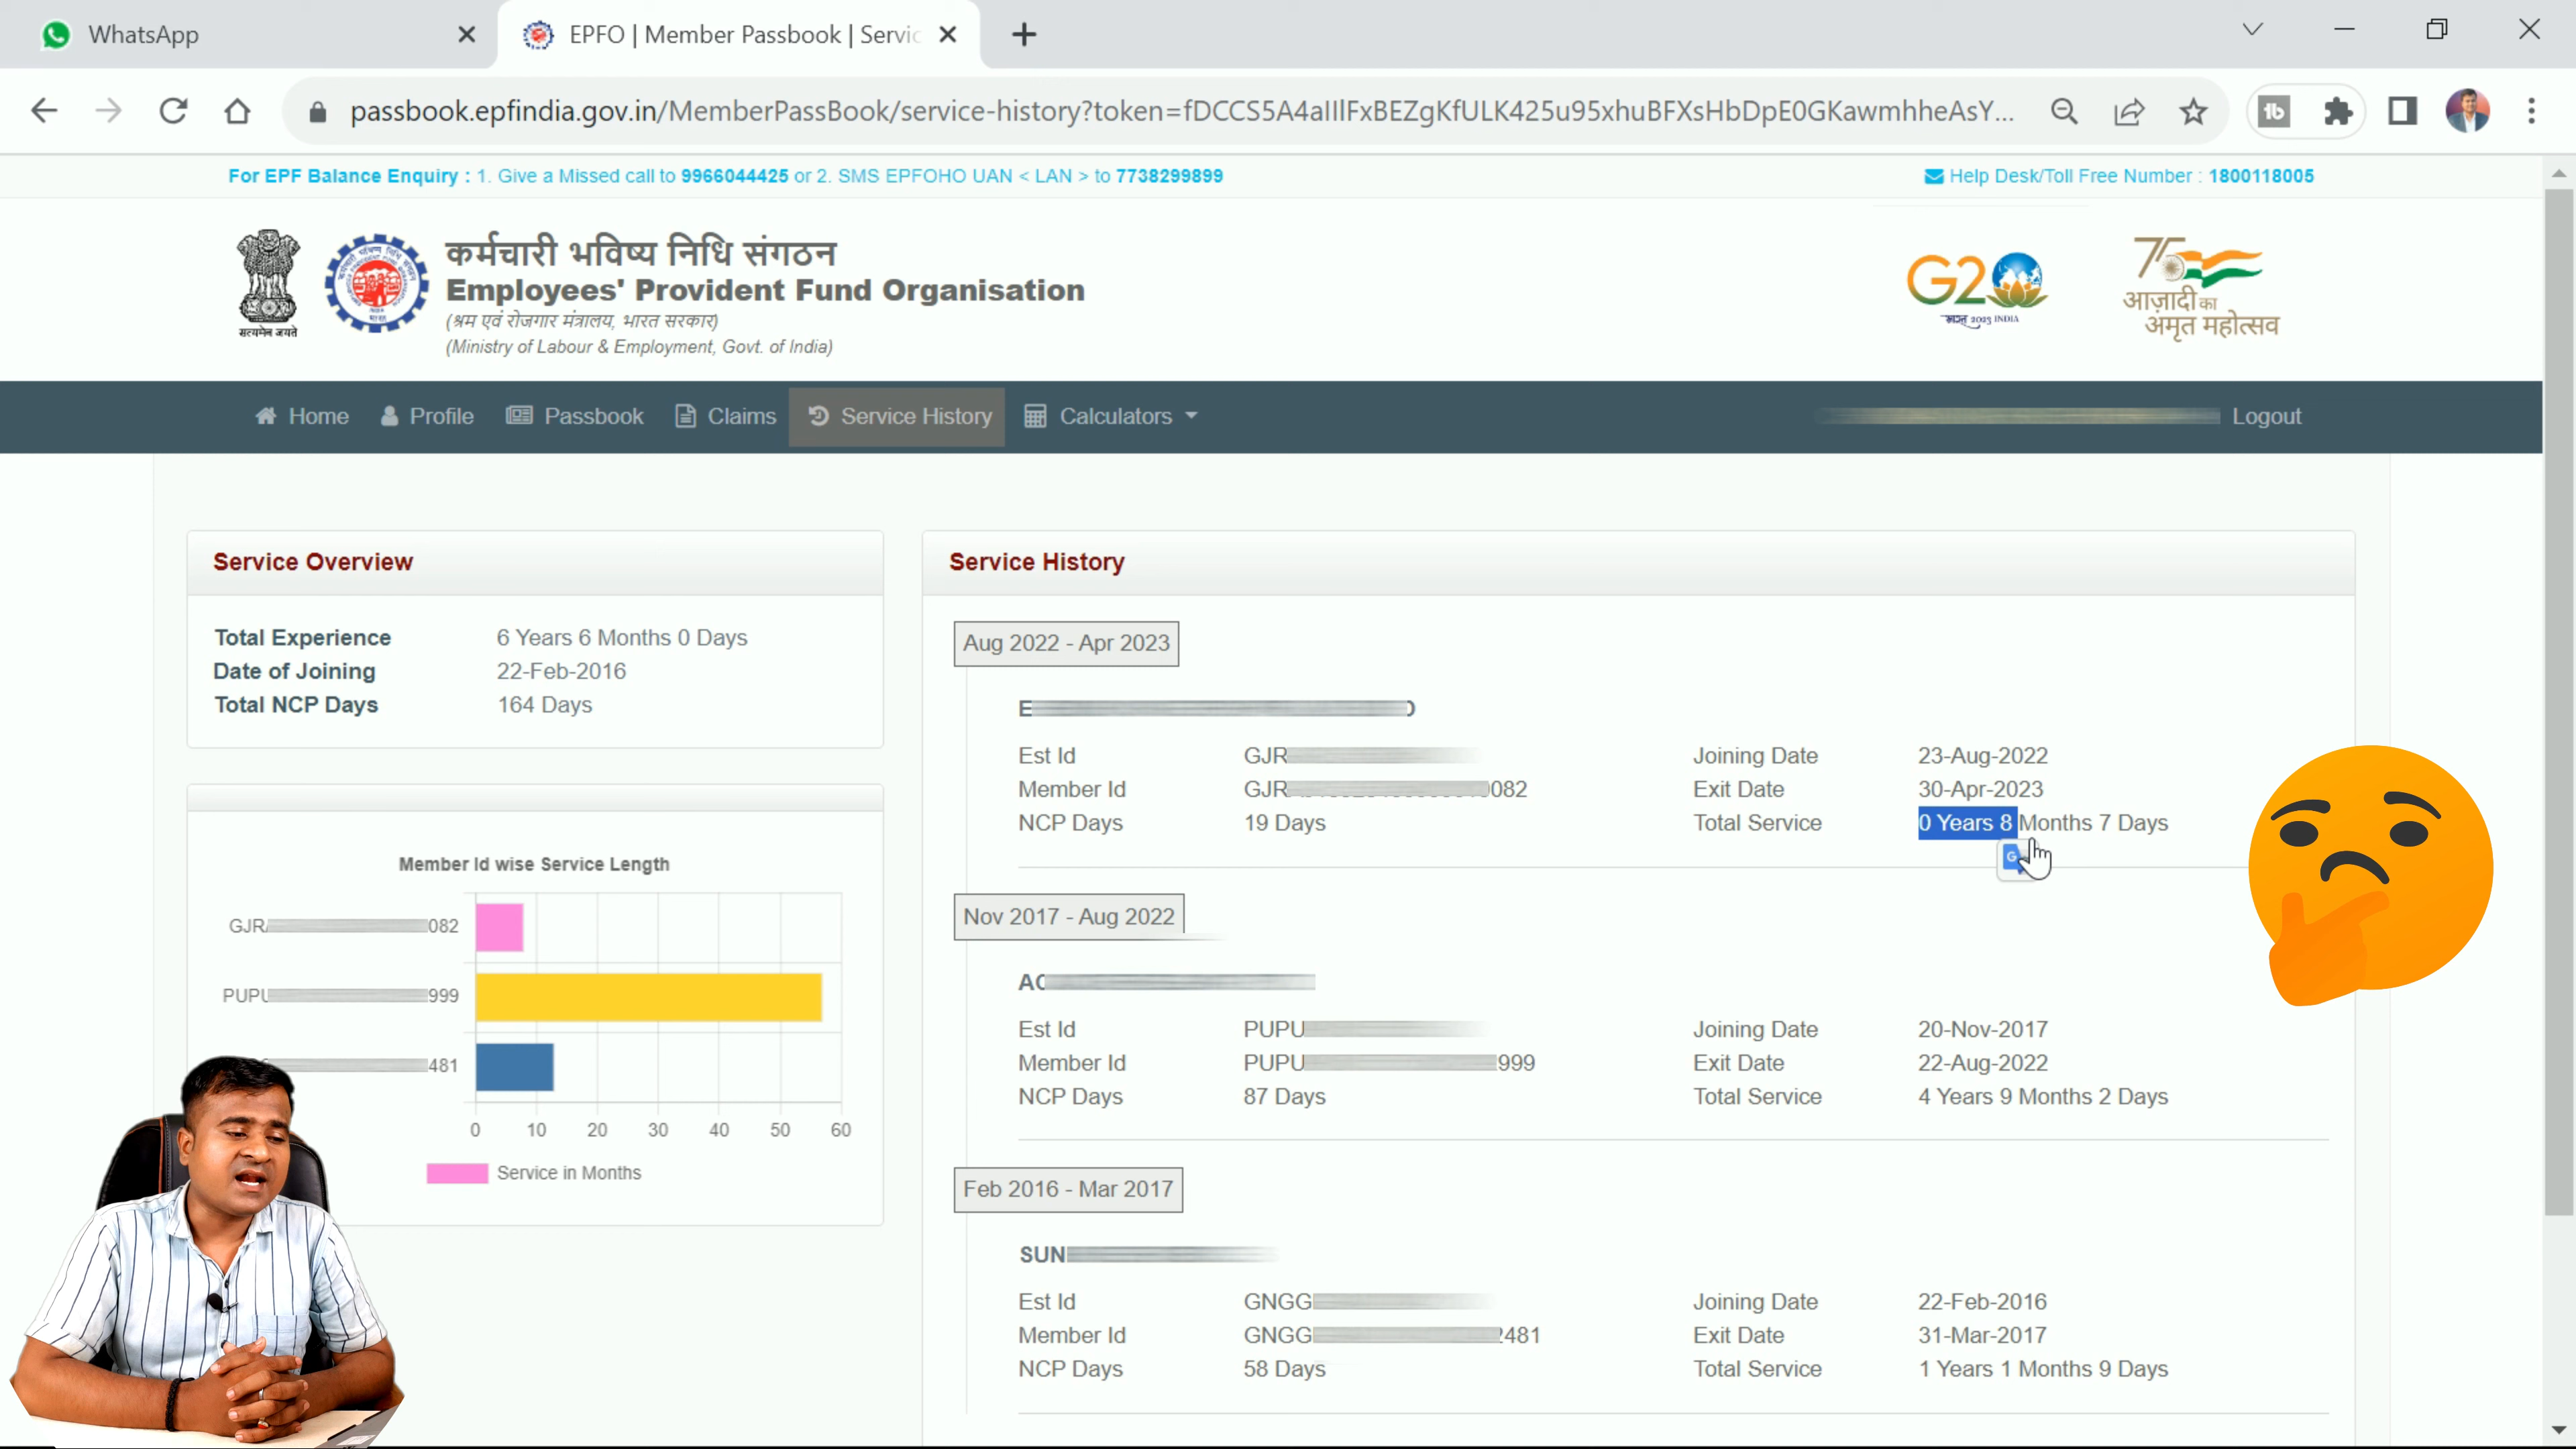 WhatsApp
EPFO | Member Passbook | Servic
passbook.epfindia.gov.in/MemberPassBook/service-history?token=fDCCS5A4aIIlFxBEZgKfULK425u95xhuBFXsHbDpE0GKawmhheAsY...
For EPF Balance Enquiry : 1. Give a Missed call to 9966044425 or 2. SMS EPFOHO UAN < LAN > to 7738299899
Help Desk/Toll Free Number : 1800118005
सत्यमेव जयते
कर्मचारी भविष्य निधि संगठन
Employees' Provident Fund Organisation
(श्रम एवं रोजगार मंत्रालय, भारत सरकार)
(Ministry of Labour & Employment, Govt. of India)
G20
भारत 2023 INDIA
75
आज़ादी का
अमृत महोत्सव
Home Profile Passbook Claims Service History Calculators Logout
Service Overview
Total Experience 6 Years 6 Months 0 Days
Date of Joining 22-Feb-2016
Total NCP Days 164 Days
Member Id wise Service Length
GJR 082
PUPU 999
481
0 10 20 30 40 50 60
Service in Months
Service History
Aug 2022 - Apr 2023
Est Id GJR Joining Date 23-Aug-2022
Member Id GJR 082 Exit Date 30-Apr-2023
NCP Days 19 Days Total Service 0 Years 8 Months 7 Days
Nov 2017 - Aug 2022
Est Id PUPU Joining Date 20-Nov-2017
Member Id PUPU 999 Exit Date 22-Aug-2022
NCP Days 87 Days Total Service 4 Years 9 Months 2 Days
Feb 2016 - Mar 2017
SUN
Est Id GNGG Joining Date 22-Feb-2016
Member Id GNGG 2481 Exit Date 31-Mar-2017
NCP Days 58 Days Total Service 1 Years 1 Months 9 Days